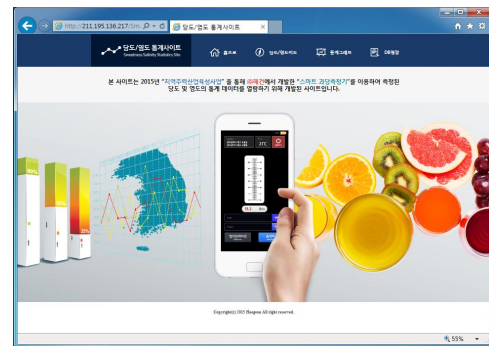 http://211.195.136.217/Sm
당도/염도 통계사이트
당도/염도 통계사이트
Sweetness Salinity Statistics Site
홈으로
당도/염도지도
통계그래프
DB현황
본 사이트는 2015년 "지역주력산업육성사업" 을 통해 ㈜해건에서 개발한 "스마트 과당측정기"를 이용하여 측정된
당도 및 염도의 통계 데이터를 열람하기 위해 개발된 사이트입니다.
21℃
25%
Copyright(c) 2015 Haegeon All right reserved.
55%